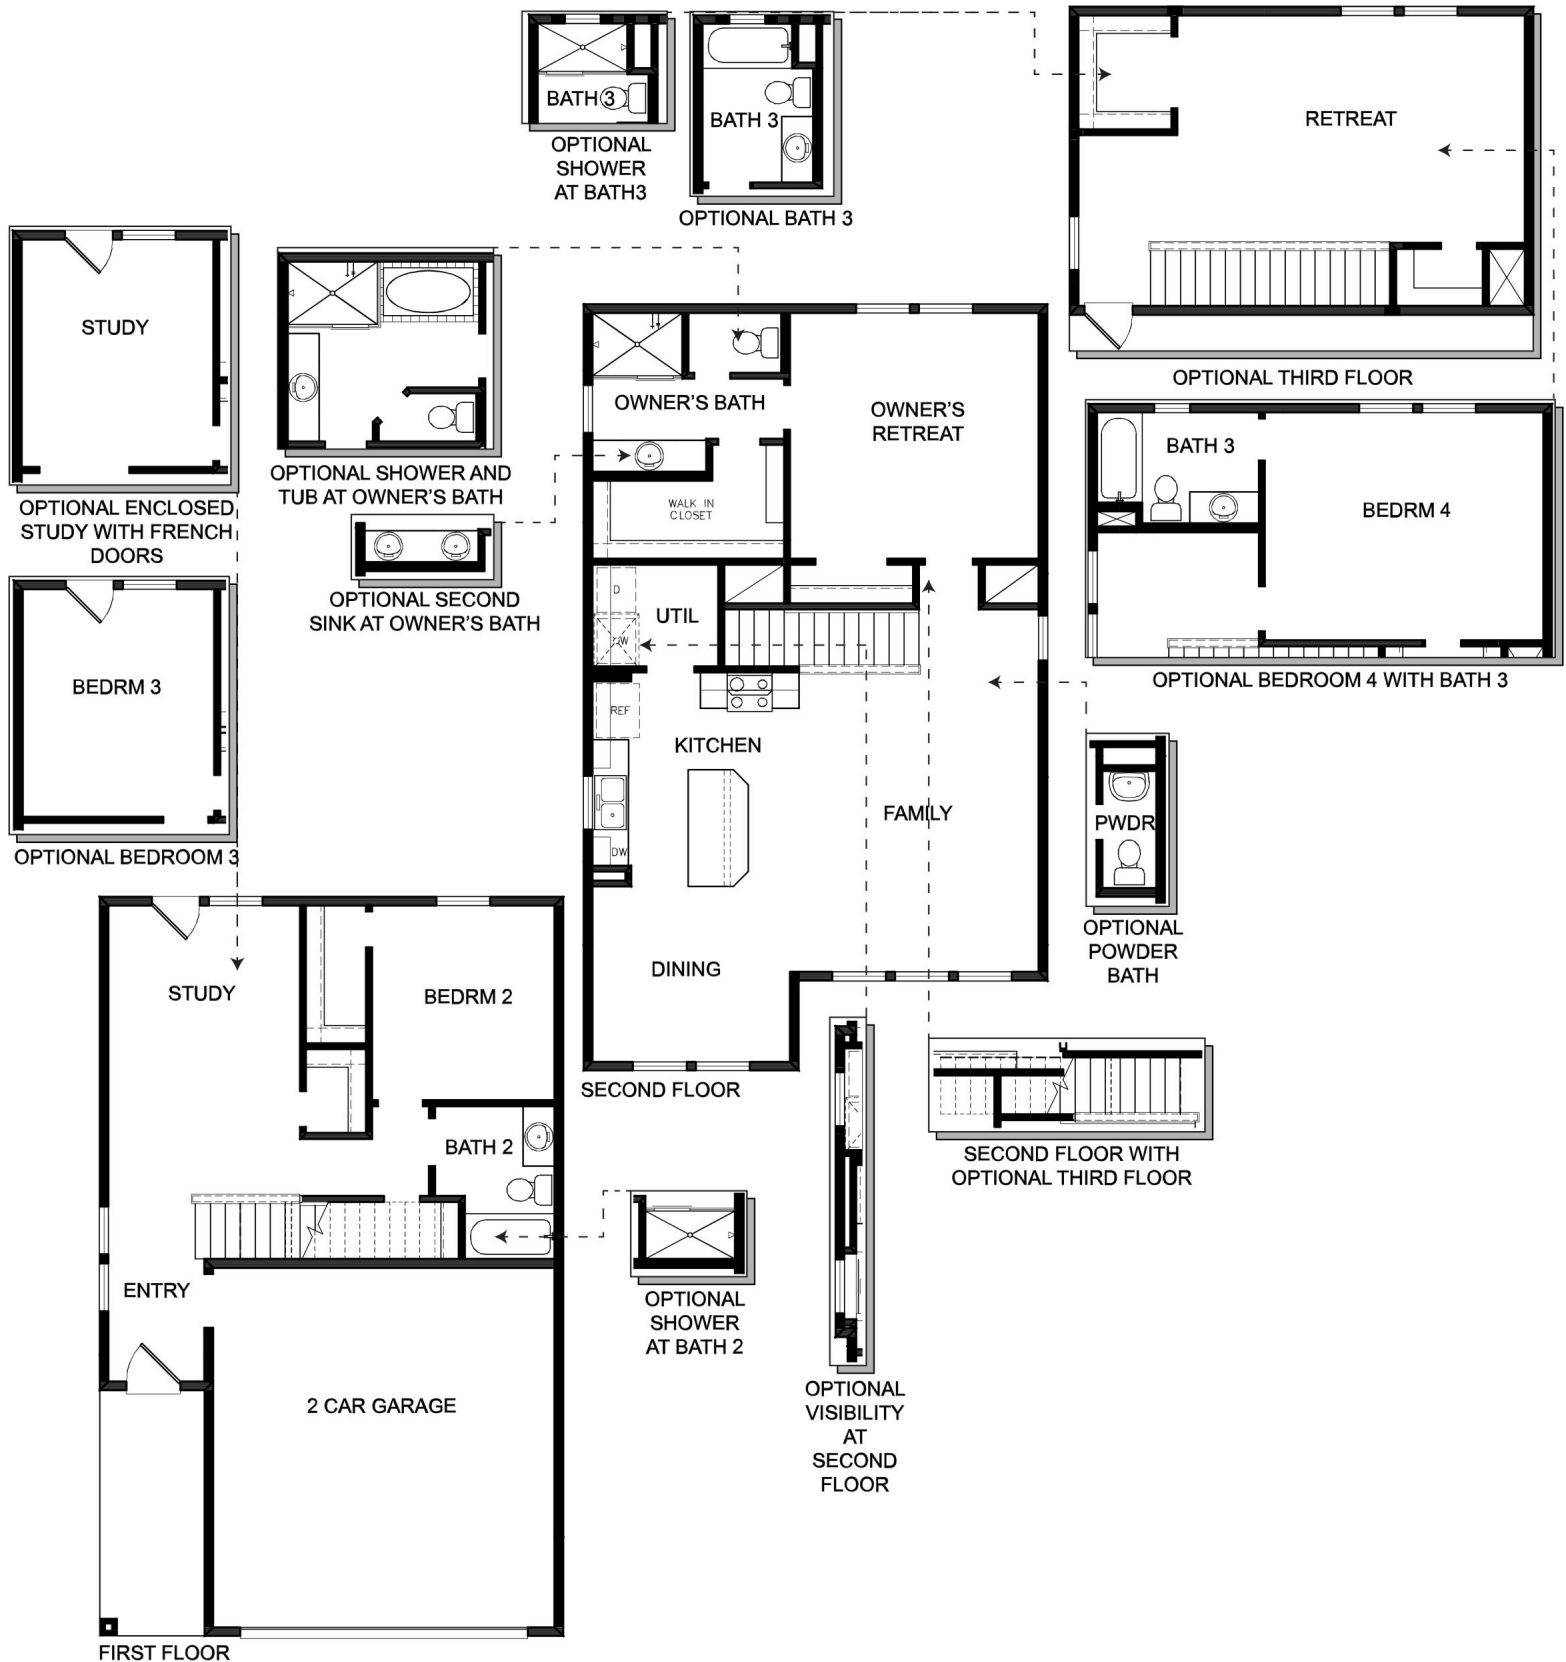 BATH 3
OPTIONAL
SHOWER
AT BATH3
BATH 3
OPTIONAL BATH 3
RETREAT
OPTIONAL THIRD FLOOR
STUDY
OPTIONAL ENCLOSED
STUDY WITH FRENCH
DOORS
OPTIONAL SHOWER AND
TUB AT OWNER'S BATH
OPTIONAL SECOND
SINK AT OWNER'S BATH
OWNER'S BATH
OWNER'S
RETREAT
WALK IN
CLOSET
D
UTIL
REF
KITCHEN
FAMILY
DW
DINING
SECOND FLOOR
BATH 3
BEDRM 4
OPTIONAL BEDROOM 4 WITH BATH 3
BEDRM 3
OPTIONAL BEDROOM 3
PWDR
OPTIONAL
POWDER
BATH
STUDY
BEDRM 2
BATH 2
ENTRY
2 CAR GARAGE
FIRST FLOOR
OPTIONAL
SHOWER
AT BATH 2
OPTIONAL
VISIBILITY
AT
SECOND
FLOOR
SECOND FLOOR WITH
OPTIONAL THIRD FLOOR